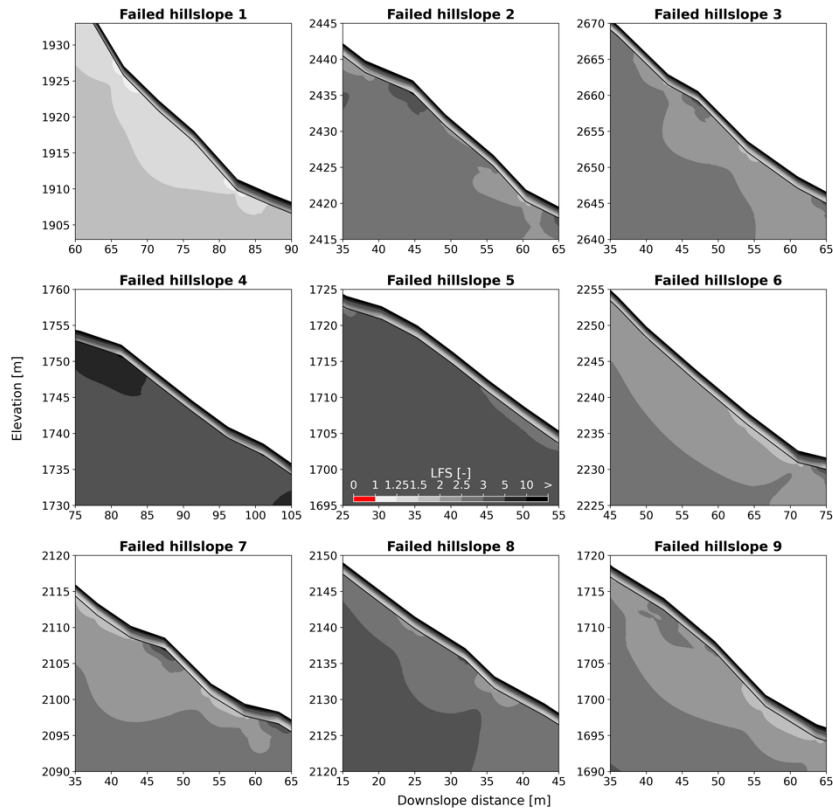 Failed hillslope 1
Failed hillslope 2
Failed hillslope 3
1930
1925
1920
1915
1910
1905
60 65 70 75 80 85 90
2445
2440
2435
2430
2425
2420
2415
35 40 45 50 55 60 65
2670
2665
2660
2655
2650
2645
2640
35 40 45 50 55 60 65
Failed hillslope 4
Failed hillslope 5
Failed hillslope 6
Elevation [m]
1760
1755
1750
1745
1740
1735
1730
75 80 85 90 95 100 105
1725
1720
1715
1710
1705
1700
1695
LFS [-]
0 1 1.25 1.5 2 2.5 3 5 10 >
25 30 35 40 45 50 55
2255
2250
2245
2240
2235
2230
2225
45 50 55 60 65 70 75
Failed hillslope 7
Failed hillslope 8
Failed hillslope 9
2120
2115
2110
2105
2100
2095
2090
35 40 45 50 55 60 65
2150
2145
2140
2135
2130
2125
2120
15 20 25 30 35 40 45
1720
1715
1710
1705
1700
1695
1690
35 40 45 50 55 60 65
Downslope distance [m]